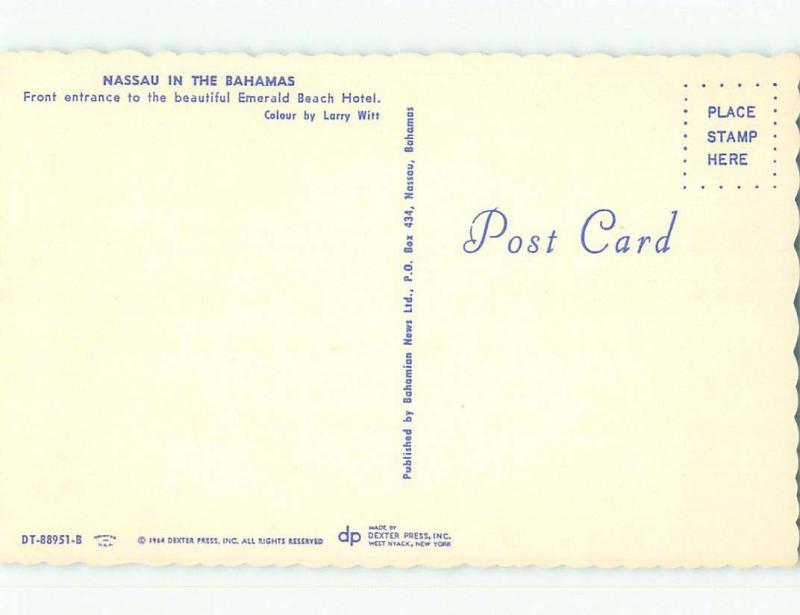 NASSAU IN THE BAHAMAS
Front entrance to the beautiful Emerald Beach Hotel.
Colour by Larry Witt
Published by Bahamian News Ltd., P.O. Box 434, Nassau, Bahamas
PLACE
STAMP
HERE
Post Card
DT-88951-B
© 1964 DEXTER PRESS, INC. ALL RIGHTS RESERVED
dp
MADE BY
DEXTER PRESS, INC.
WEST NYACK, NEW YORK